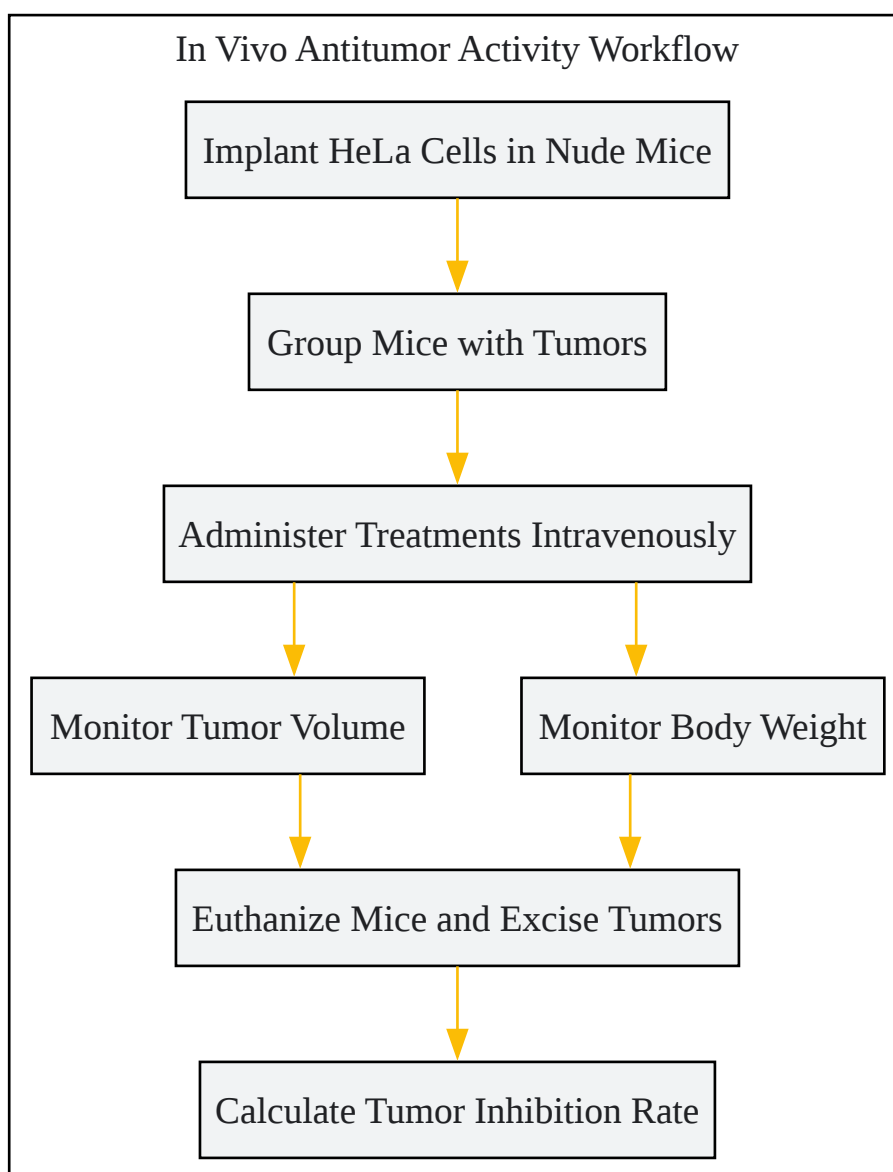 In Vivo Antitumor Activity Workflow
Implant HeLa Cells in Nude Mice
Group Mice with Tumors
Administer Treatments Intravenously
Monitor Tumor Volume
Monitor Body Weight
Euthanize Mice and Excise Tumors
Calculate Tumor Inhibition Rate